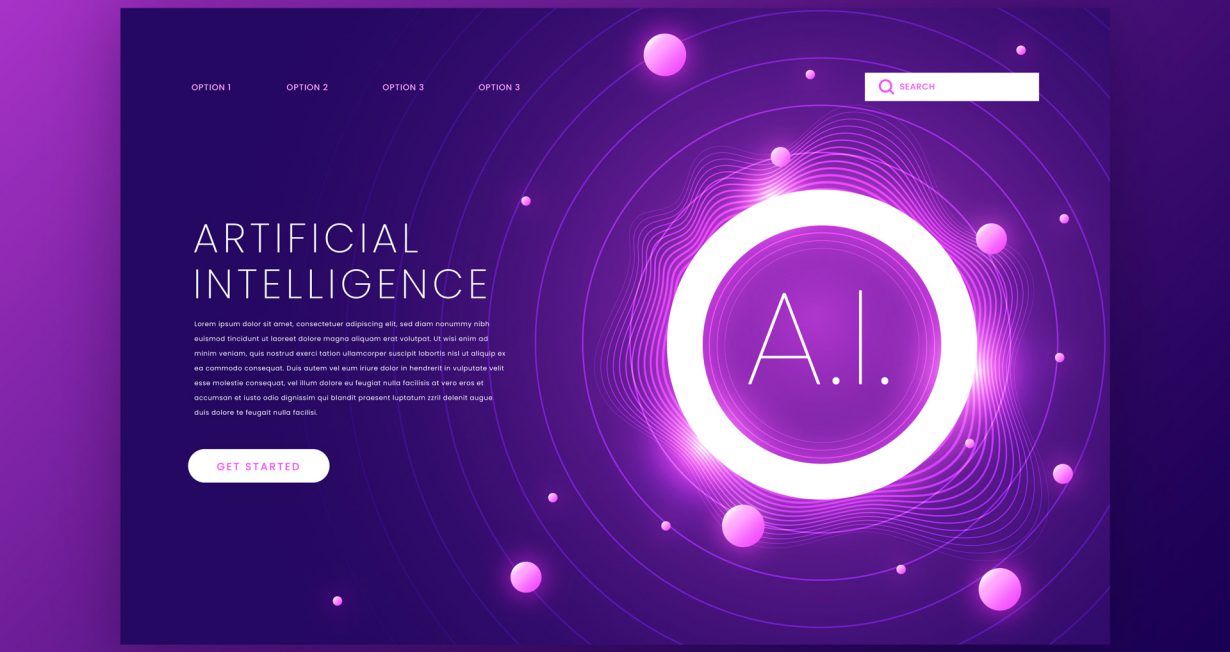 OPTION 1 OPTION 2 OPTION 3 OPTION 3
SEARCH
ARTIFICIAL
INTELLIGENCE
Lorem ipsum dolor sit amet, consectetuer adipiscing elit, sed diam nonummy nibh
euismod tincidunt ut laoreet dolore magna aliquam erat volutpat. Ut wisi enim ad
minim veniam, quis nostrud exerci tation ullamcorper suscipit lobortis nisl ut aliquip ex
ea commodo consequat. Duis autem vel eum iriure dolor in hendrerit in vulputate velit
esse molestie consequat, vel illum dolore eu feugiat nulla facilisis at vero eros et
accumsan et iusto odio dignissim qui blandit praesent luptatum zzril delenit augue
duis dolore te feugait nulla facilisi.
GET STARTED
A.I.